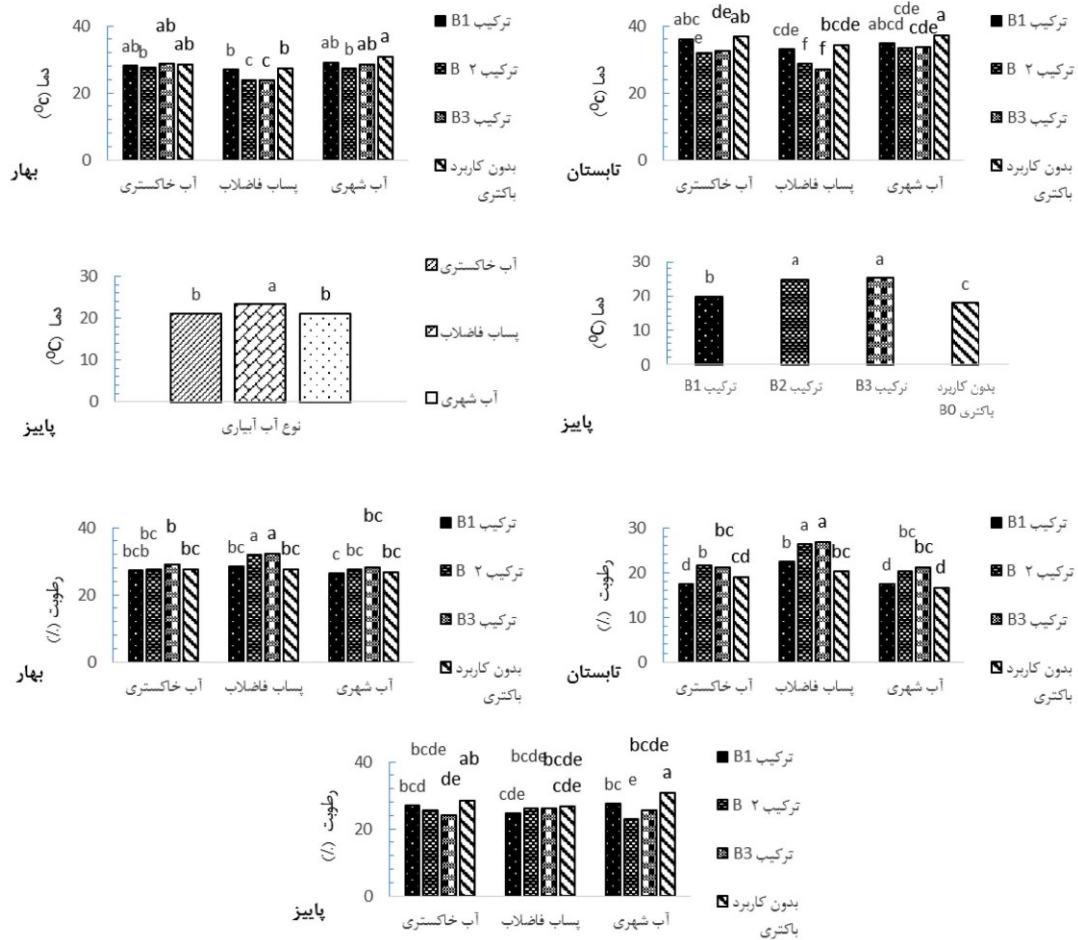 40
20
0
دما (⁰C)
ab b ab ab
b c c b
ab b ab a
آب خاکستری
پساب فاضلاب
آب شهری
بهار
ترکیب B1
ترکیب B ۲
ترکیب B3
بدون کاربرد
باکتری
40
20
0
دما (⁰C)
abc e de ab
cde f f bcde
abcd cde cde a
آب خاکستری
پساب فاضلاب
آب شهری
تابستان
ترکیب B1
ترکیب B ۲
ترکیب B3
بدون کاربرد
باکتری
30
20
10
0
دما (⁰C)
b a b
نوع آب آبیاری
پاییز
آب خاکستری
پساب فاضلاب
آب شهری
30
20
10
0
دما (⁰C)
b a a c
ترکیب B1
ترکیب B2
ترکیب B3
بدون کاربرد
باکتری B0
پاییز
40
20
0
رطوبت (٪)
bcb bc b bc
bc a a bc
c bc bc bc
آب خاکستری
پساب فاضلاب
آب شهری
بهار
ترکیب B1
ترکیب B ۲
ترکیب B3
بدون کاربرد
باکتری
30
20
10
0
رطوبت (٪)
d b bc cd
b a a bc
d bc bc d
آب خاکستری
پساب فاضلاب
آب شهری
تابستان
ترکیب B1
ترکیب B ۲
ترکیب B3
بدون کاربرد
باکتری
40
20
0
رطوبت (٪)
bcd bcde de ab
cde bcde bcde cde
bc e bcde a
آب خاکستری
پساب فاضلاب
آب شهری
پاییز
ترکیب B1
ترکیب B ۲
ترکیب B3
بدون کاربرد
باکتری